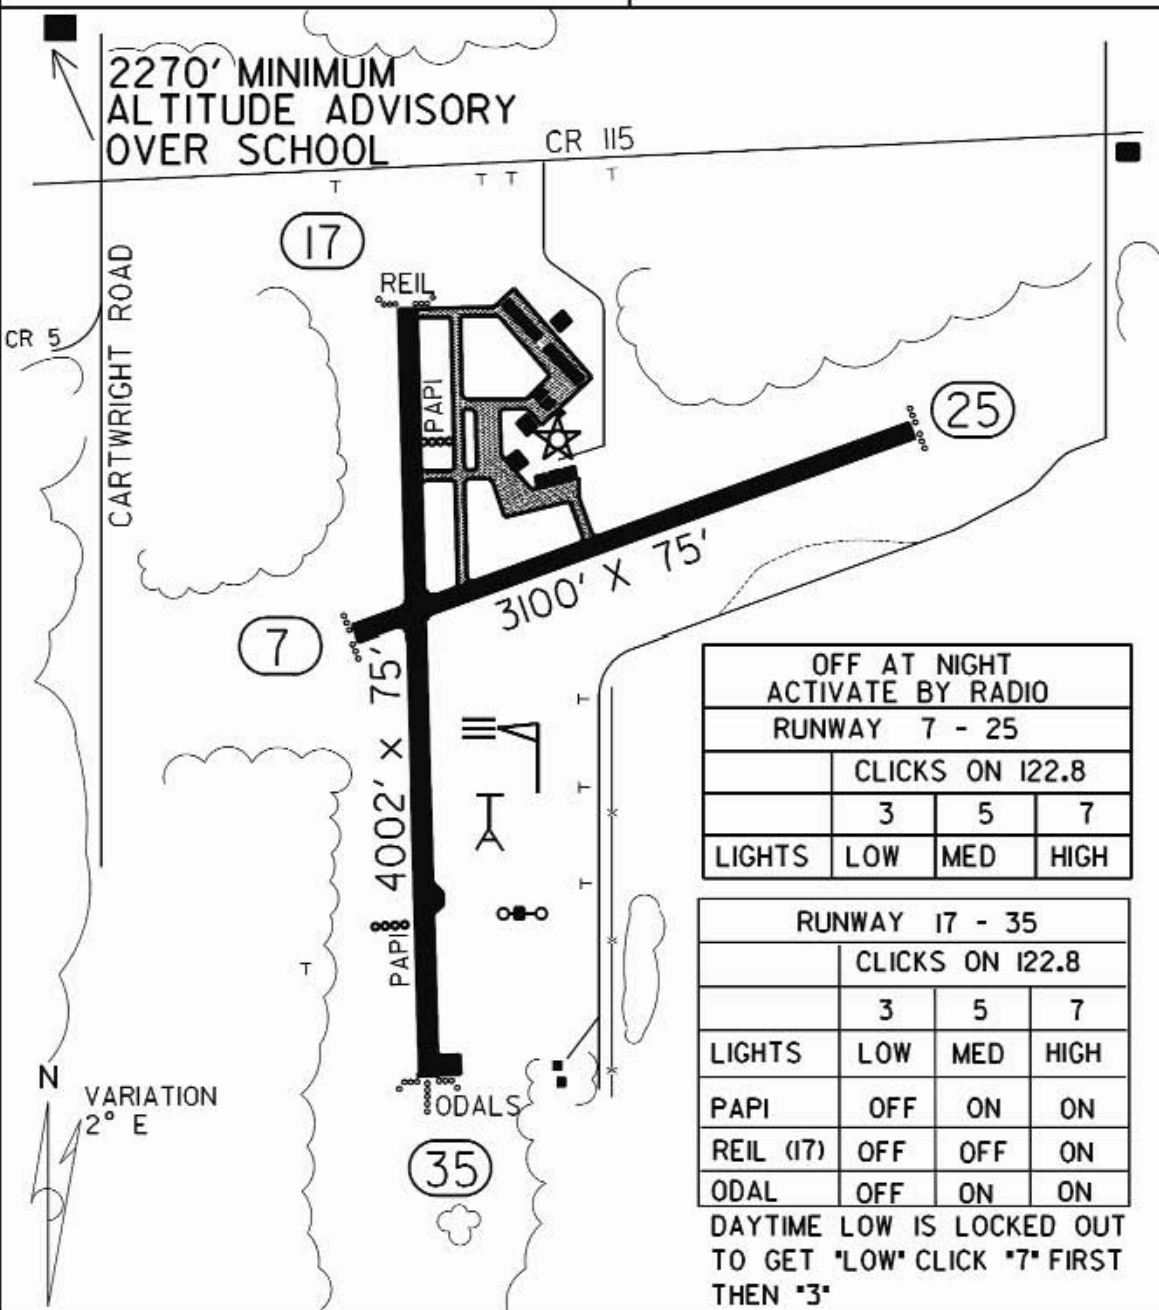 2270' MINIMUM
ALTITUDE ADVISORY
OVER SCHOOL
CR 115
T
T T
T
17
REIL
CARTWRIGHT ROAD
CR 5
PAPI
25
3100' X 75'
7
4002' x 75'
T
T
T
PAPI
T
ODALS
35
N
VARIATION
2° E
OFF AT NIGHT
ACTIVATE BY RADIO
RUNWAY 7 - 25
CLICKS ON 122.8
3 5 7
LIGHTS LOW MED HIGH
RUNWAY 17 - 35
CLICKS ON 122.8
3 5 7
LIGHTS LOW MED HIGH
PAPI OFF ON ON
REIL (17) OFF OFF ON
ODAL OFF ON ON
DAYTIME LOW IS LOCKED OUT
TO GET "LOW" CLICK "7" FIRST
THEN "3"